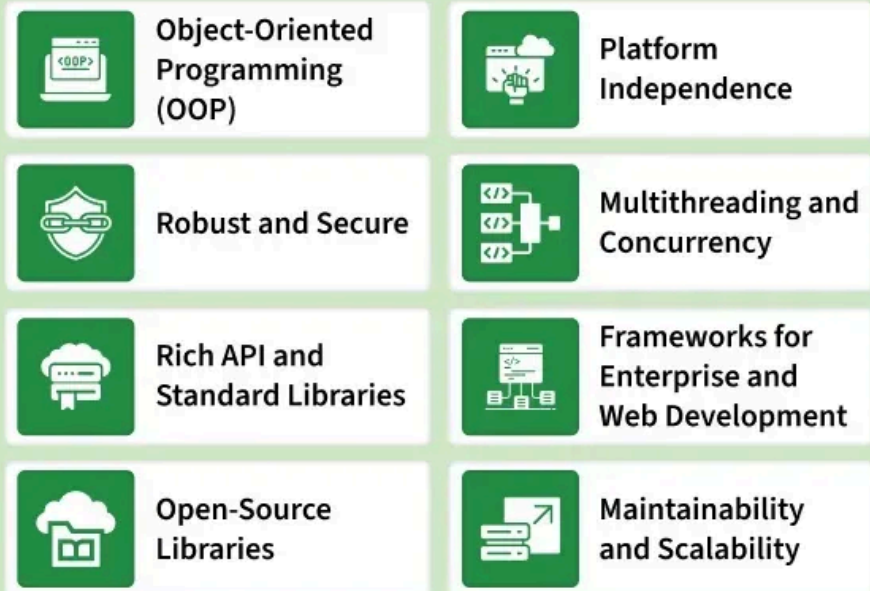 <OOP>
Object-Oriented
Programming
(OOP)
Platform
Independence
Robust and Secure
</>
</>
</>
Multithreading and
Concurrency
Rich API and
Standard Libraries
</>
Frameworks for
Enterprise and
Web Development
Open-Source
Libraries
Maintainability
and Scalability